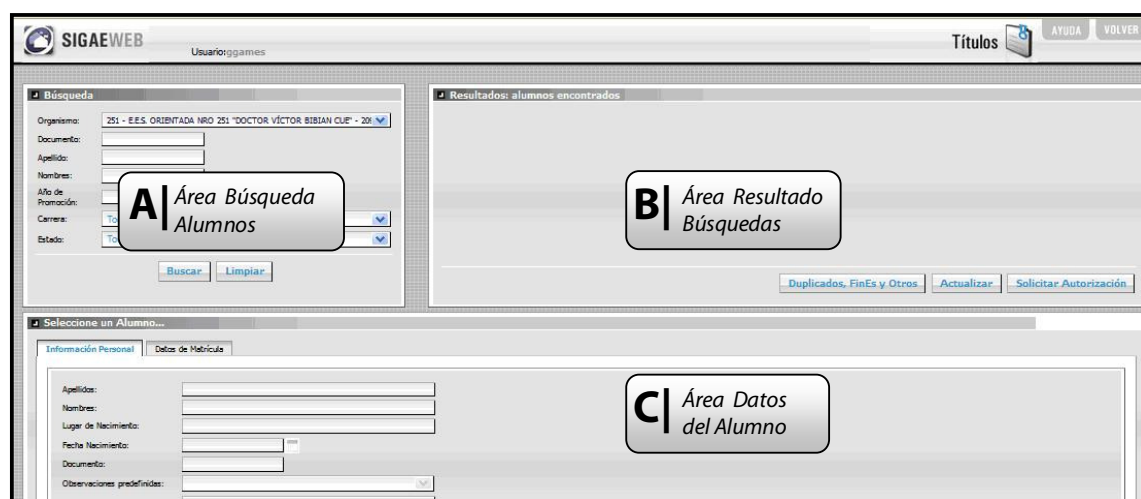 SIGAEWEB
Usuario:ggames
Títulos
AYUDA
VOLVER
Búsqueda
Organismo:
251 - E.E.S. ORIENTADA NRO 251 "DOCTOR VÍCTOR BIBIAN CUE" - 20
Documento:
Apellido:
Nombres:
Año de
Promoción:
Carrera:
To
Estado:
To
A
Área Búsqueda
Alumnos
Buscar
Limpiar
Resultados: alumnos encontrados
B
Área Resultado
Búsquedas
Duplicados, FinEs y Otros
Actualizar
Solicitar Autorización
Seleccione un Alumno...
Información Personal
Datos de Matrícula
Apellidos:
Nombres:
Lugar de Nacimiento:
Fecha Nacimiento:
Documento:
Observaciones predefinidas:
C
Área Datos
del Alumno